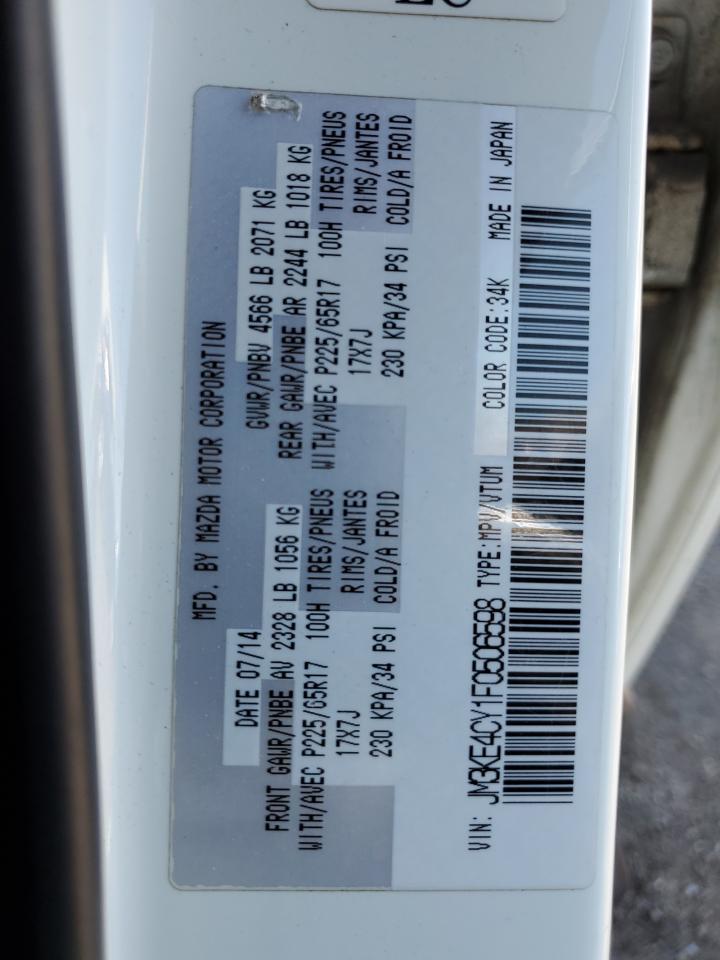 MFD. BY MAZDA MOTOR CORPORATION
DATE 07/14 GVWR/PNBV 4566 LB 2071 KG
FRONT GAWR/PNBE AV 2328 LB 1056 KG REAR GAWR/PNBE AR 2244 LB 1018 KG
WITH/AVEC P225/65R17 100H TIRES/PNEUS WITH/AVEC P225/65R17 100H TIRES/PNEUS
17X7J RIMS/JANTES 17X7J RIMS/JANTES
230 KPA/34 PSI COLD/A FROID 230 KPA/34 PSI COLD/A FROID
VIN: JM3KE4CY1F0506598 TYPE:MPV/VTUM COLOR CODE:34K MADE IN JAPAN